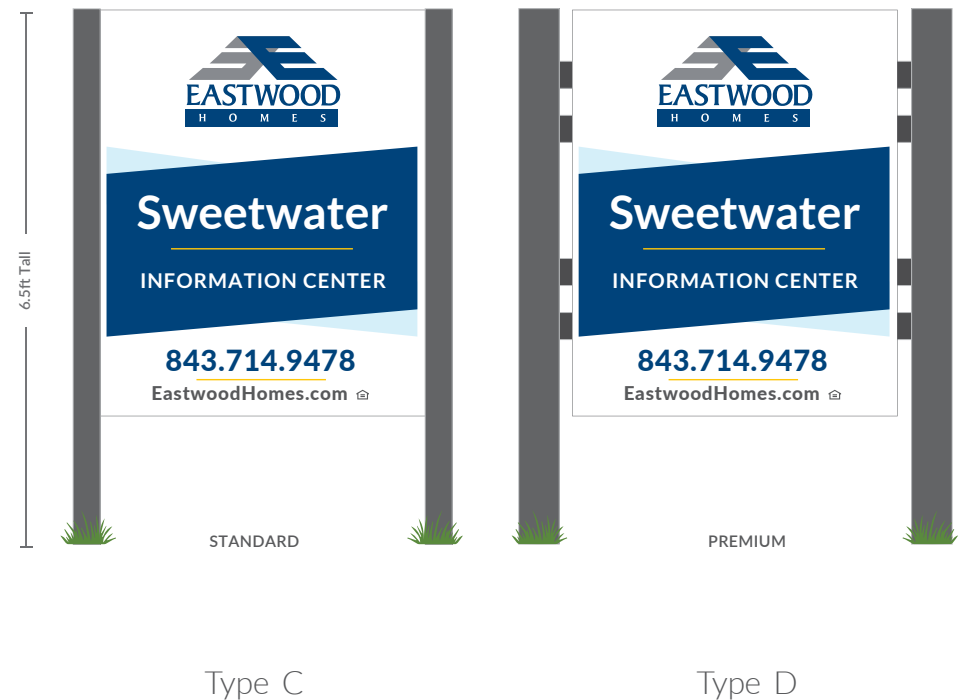 6.5ft Tall
EASTWOOD
HOMES
Sweetwater
INFORMATION CENTER
843.714.9478
EastwoodHomes.com
STANDARD
Type C
EASTWOOD
HOMES
Sweetwater
INFORMATION CENTER
843.714.9478
EastwoodHomes.com
PREMIUM
Type D